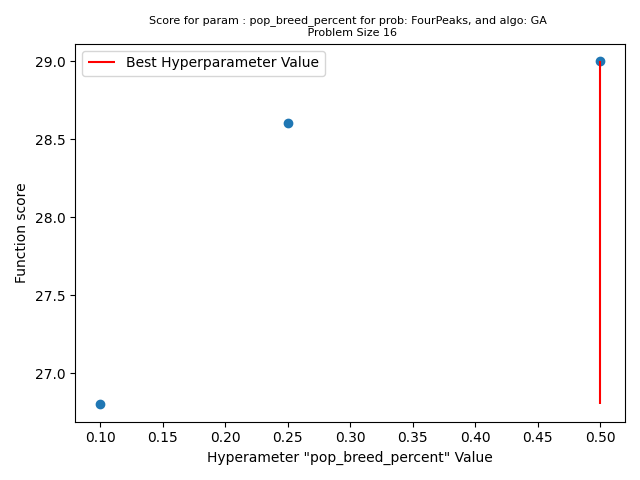 Score for param : pop_breed_percent for prob: FourPeaks, and algo: GA
Problem Size 16
Best Hyperparameter Value
Function score
29.0
28.5
28.0
27.5
27.0
0.10 0.15 0.20 0.25 0.30 0.35 0.40 0.45 0.50
Hyperameter "pop_breed_percent" Value